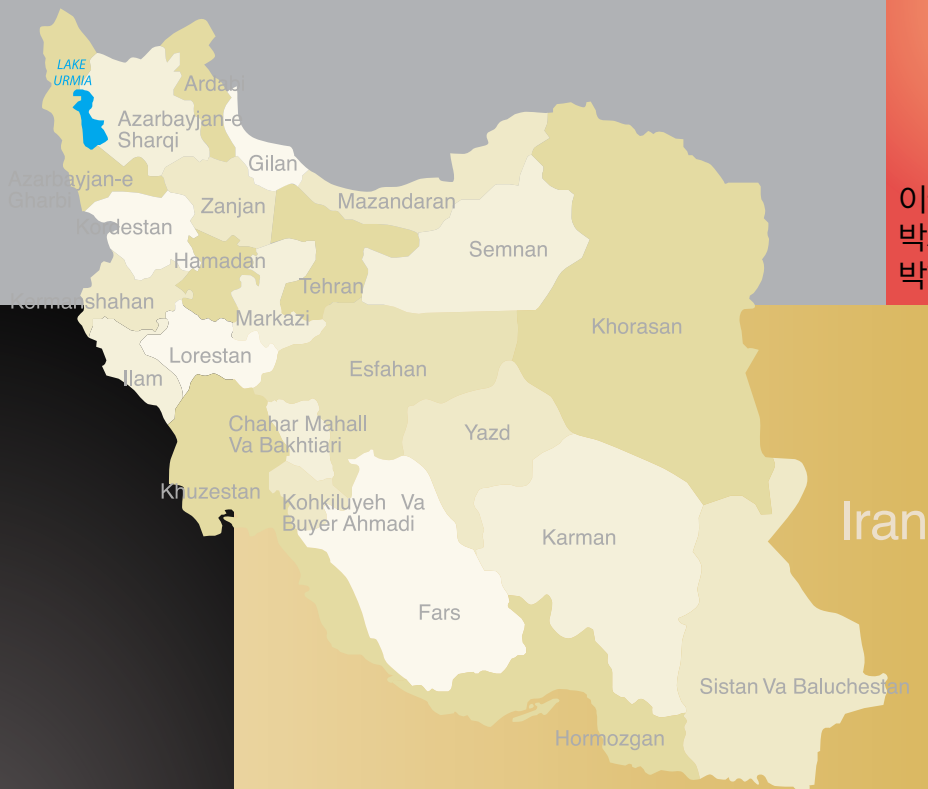 LAKE
URMIA
Ardabi
Azarbayjan-e
Sharqi
Gilan
Azarbayjan-e
Gharbi
Zanjan
Mazandaran
Kordestan
Semnan
Hamadan
Tehran
Kermanshahan
Markazi
Khorasan
Lorestan
Esfahan
Ilam
Chahar Mahall
Va Bakhtiari
Yazd
Khuzestan
Kohkiluyeh Va
Buyer Ahmadi
Karman
Iran
Fars
Sistan Va Baluchestan
Hormozgan
이
박
박